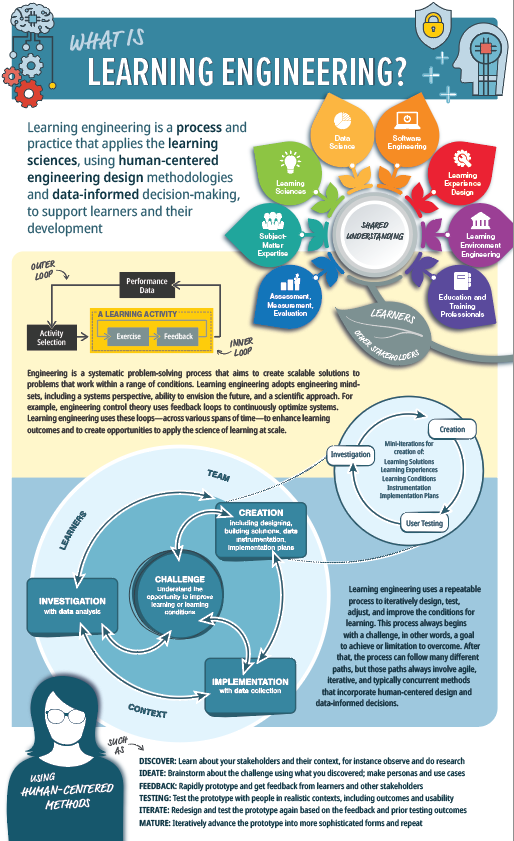 WHAT IS
LEARNING ENGINEERING?
Learning engineering is a process and
practice that applies the learning
sciences, using human-centered
engineering design methodologies
and data-informed decision-making,
to support learners and their
development
Data
Science
Software
Engineering
Learning
Sciences
Learning
Experience
Design
Subject-
Matter
Expertise
SHARED
UNDERSTANDING
Learning
Environment
Engineering
Assessment,
Measurement,
Evaluation
Education and
Training
Professionals
LEARNERS
OTHER STAKEHOLDERS
OUTER
LOOP
Performance
Data
A LEARNING ACTIVITY
Activity
Selection
Exercise
Feedback
INNER
LOOP
Engineering is a systematic problem-solving process that aims to create scalable solutions to
problems that work within a range of conditions. Learning engineering adopts engineering mind-
sets, including a systems perspective, ability to envision the future, and a scientific approach. For
example, engineering control theory uses feedback loops to continuously optimize systems.
Learning engineering uses these loops—across various spans of time—to enhance learning
outcomes and to create opportunities to apply the science of learning at scale.
Creation
Investigation
Mini-iterations for
creation of:
Learning Solutions
Learning Experiences
Learning Conditions
Instrumentation
Implementation Plans
User Testing
TEAM
LEARNERS
CONTEXT
CREATION
including designing,
building solutions, data
instrumentation,
implementation plans
CHALLENGE
Understand the
opportunity to improve
learning or learning
conditions
INVESTIGATION
with data analysis
IMPLEMENTATION
with data collection
Learning engineering uses a repeatable
process to iteratively design, test,
adjust, and improve the conditions for
learning. This process always begins
with a challenge, in other words, a goal
to achieve or limitation to overcome. After
that, the process can follow many different
paths, but those paths always involve agile,
iterative, and typically concurrent methods
that incorporate human-centered design and
data-informed decisions.
SUCH
AS
USING
HUMAN-CENTERED
METHODS
DISCOVER: Learn about your stakeholders and their context, for instance observe and do research
IDEATE: Brainstorm about the challenge using what you discovered; make personas and use cases
FEEDBACK: Rapidly prototype and get feedback from learners and other stakeholders
TESTING: Test the prototype with people in realistic contexts, including outcomes and usability
ITERATE: Redesign and test the prototype again based on the feedback and prior testing outcomes
MATURE: Iteratively advance the prototype into more sophisticated forms and repeat